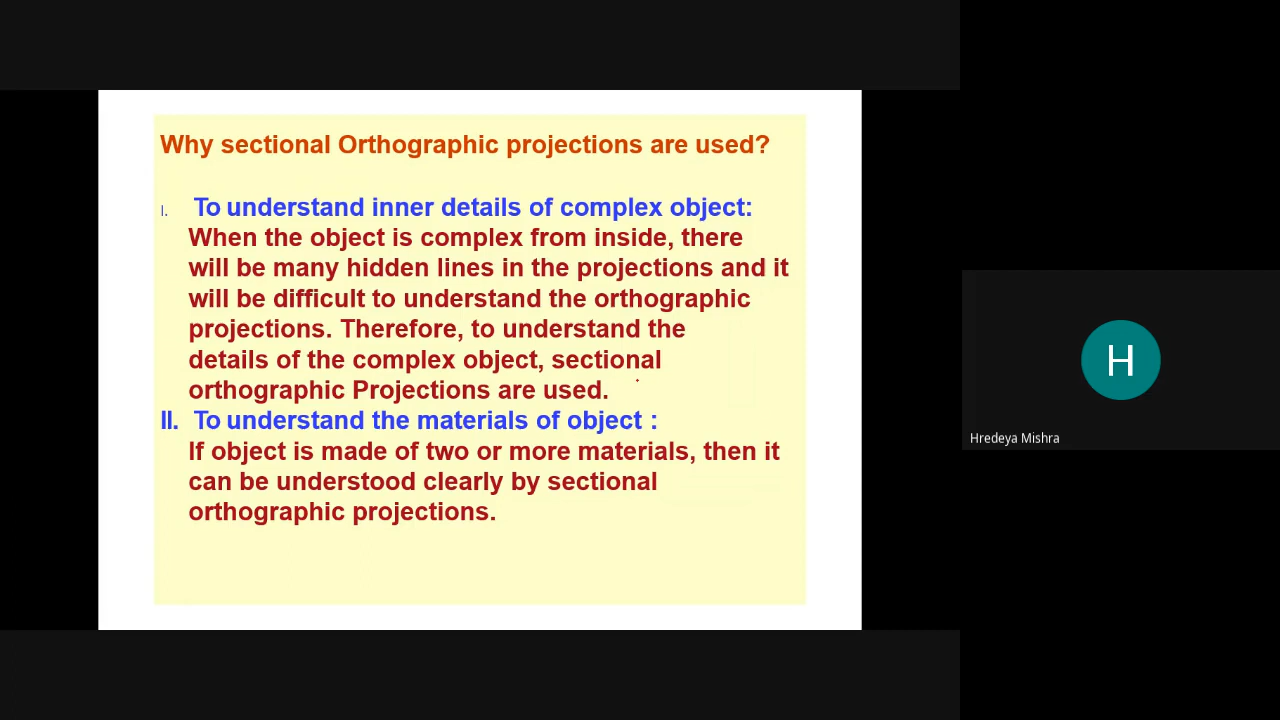 Why sectional Orthographic projections are used?
I. To understand inner details of complex object:
When the object is complex from inside, there
will be many hidden lines in the projections and it
will be difficult to understand the orthographic
projections. Therefore, to understand the
details of the complex object, sectional
orthographic Projections are used.
II. To understand the materials of object :
If object is made of two or more materials, then it
can be understood clearly by sectional
orthographic projections.
H
Hredeya Mishra